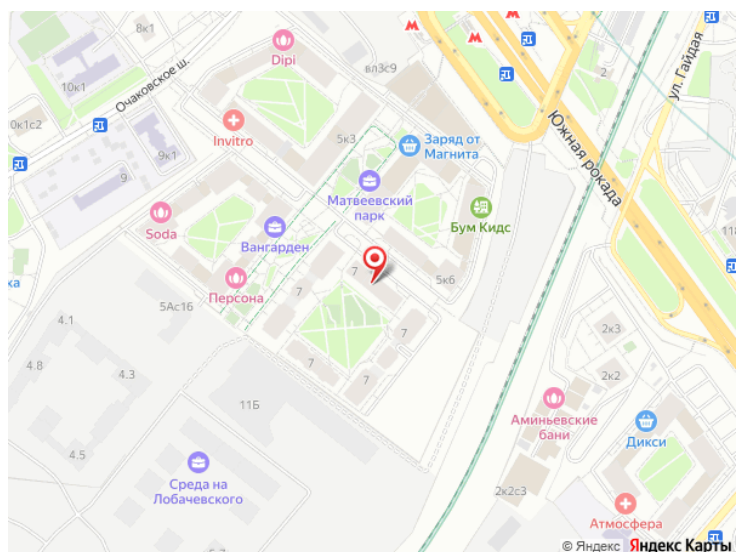 8к1
Dipi
вл3с9
2
ул. Гайдая
10к1
Очаковское ш.
Южная рокада
0к1с2
Invitro
5к3
Заряд от
Магнита
9к1
9
Матвеевский
парк
Бум Кидс
118
Soda
Вангарден
ка
Персона
7
5к6
5Ас16
7
4.1
7
2к3
4.8
4.3
7
7
2к2
11Б
Аминьевские
бани
Дикси
4.5
Среда на
Лобачевского
2к2с3
Атмосфера
© Яндекс Яндекс Карты